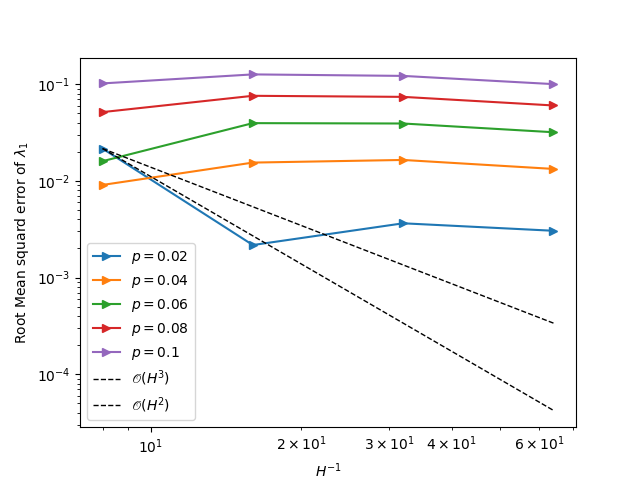 Root Mean squard error of λ₁
10⁻¹
10⁻²
10⁻³
10⁻⁴
p = 0.02
p = 0.04
p = 0.06
p = 0.08
p = 0.1
𝒪(H³)
𝒪(H²)
10¹
2 × 10¹
3 × 10¹
4 × 10¹
6 × 10¹
H⁻¹